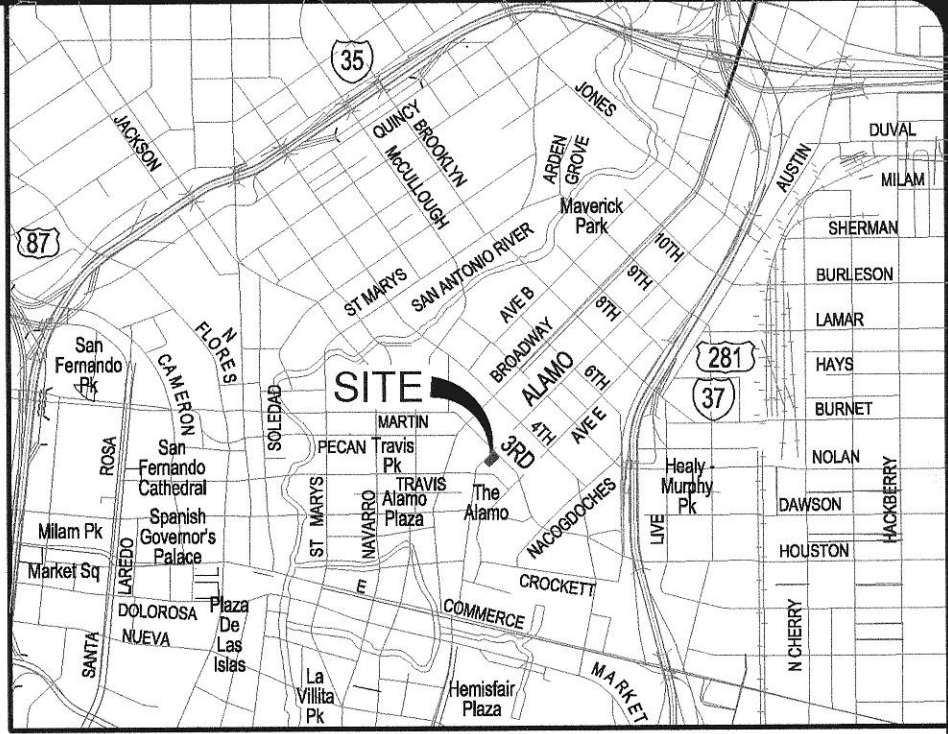 35
JACKSON
QUINCY
BROOKLYN
McCULLOUGH
JONES
ARDEN
GROVE
Maverick
Park
AUSTIN
DUVAL
MILAM
SHERMAN
BURLESON
LAMAR
HAYS
BURNET
NOLAN
DAWSON
HOUSTON
HACKBERRY
N CHERRY
87
ST MARYS
SAN ANTONIO RIVER
AVE B
BROADWAY
ALAMO
10TH
9TH
8TH
6TH
AVE E
4TH
3RD
281
37
N
FLORES
CAMERON
SOLEDAD
SITE
San
Fernando
Pk
ROSA
San
Fernando
Cathedral
MARTIN
PECAN
Travis
Pk
TRAVIS
Alamo
Plaza
ST MARYS
NAVARRO
The
Alamo
NACOGDOCHES
LIVE
Healy -
Murphy
Pk
Milam Pk
Spanish
Governor's
Palace
Market Sq
LAREDO
DOLOROSA
NUEVA
SANTA
Plaza
De
Las
Islas
E
COMMERCE
CROCKETT
MARKET
La
Villita
Pk
Hemisfair
Plaza